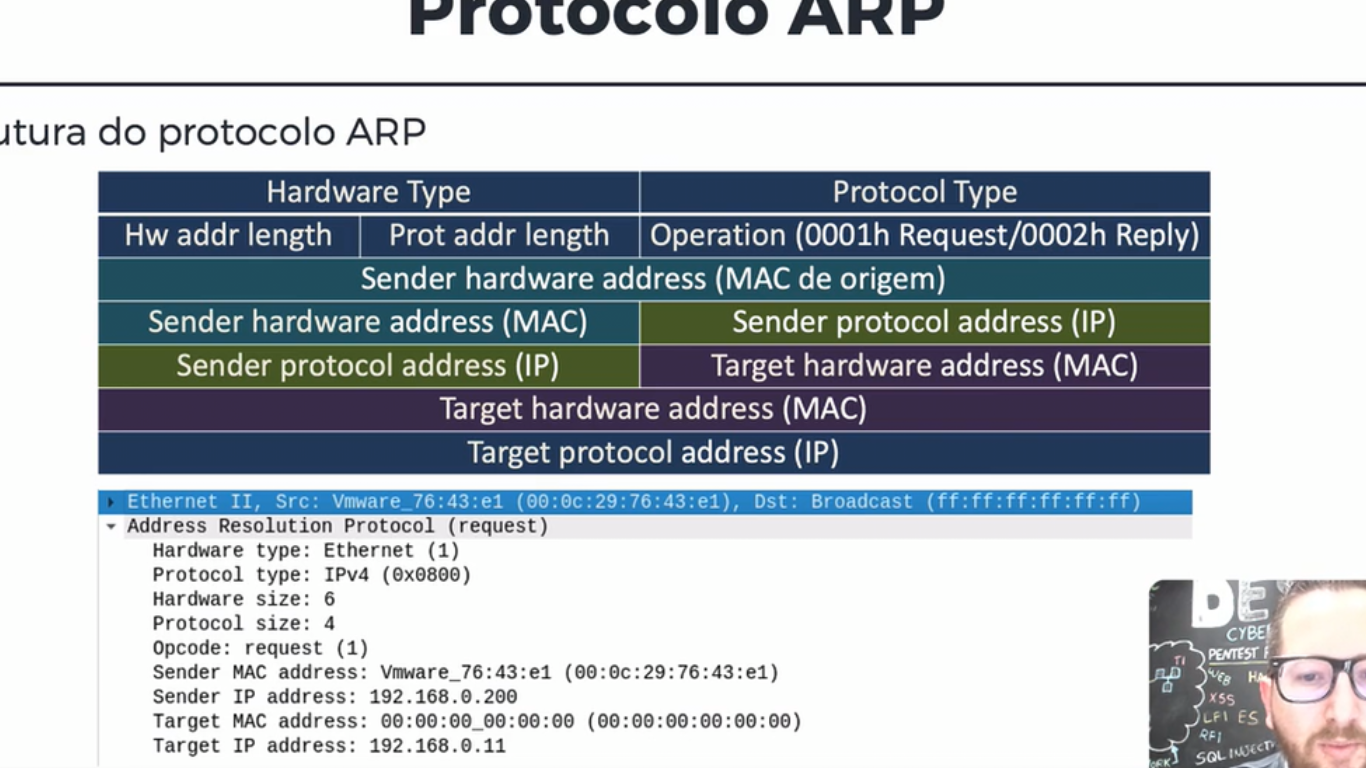 Protocolo ARP
utura do protocolo ARP
Hardware Type Protocol Type
Hw addr length Prot addr length Operation (0001h Request/0002h Reply)
Sender hardware address (MAC de origem)
Sender hardware address (MAC) Sender protocol address (IP)
Sender protocol address (IP) Target hardware address (MAC)
Target hardware address (MAC)
Target protocol address (IP)
Ethernet II, Src: Vmware_76:43:e1 (00:0c:29:76:43:e1), Dst: Broadcast (ff:ff:ff:ff:ff:ff)
Address Resolution Protocol (request)
Hardware type: Ethernet (1)
Protocol type: IPv4 (0x0800)
Hardware size: 6
Protocol size: 4
Opcode: request (1)
Sender MAC address: Vmware_76:43:e1 (00:0c:29:76:43:e1)
Sender IP address: 192.168.0.200
Target MAC address: 00:00:00_00:00:00 (00:00:00:00:00:00)
Target IP address: 192.168.0.11
DE
CYBE
PENTEST
TI
WEB HA
XSS
LFI ES
RFI
SQL INJECT